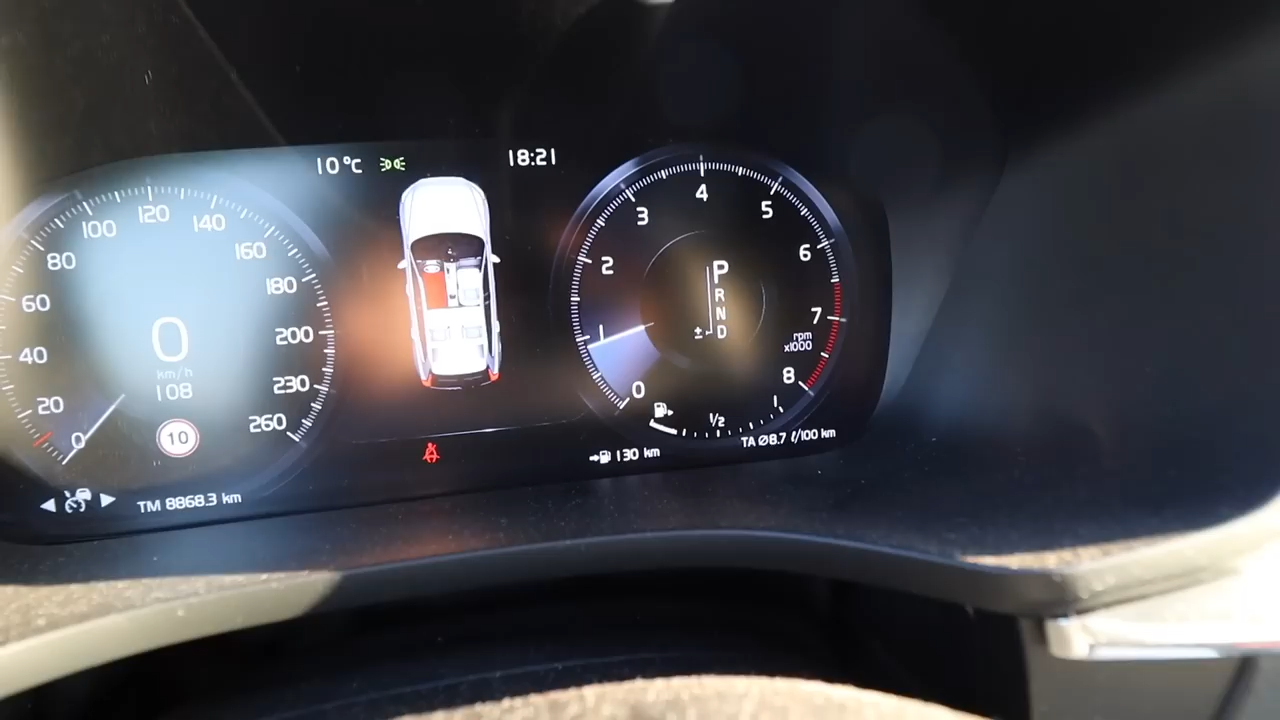 10°C
18:21
0
20
40
60
80
100
120
140
160
180
200
230
260
0
km/h
108
10
TM 8868.3 km
0
1
2
3
4
5
6
7
8
rpm
x1000
P
R
N
± D
1/2
1
130 km
TA Ø8.7 ℓ/100 km